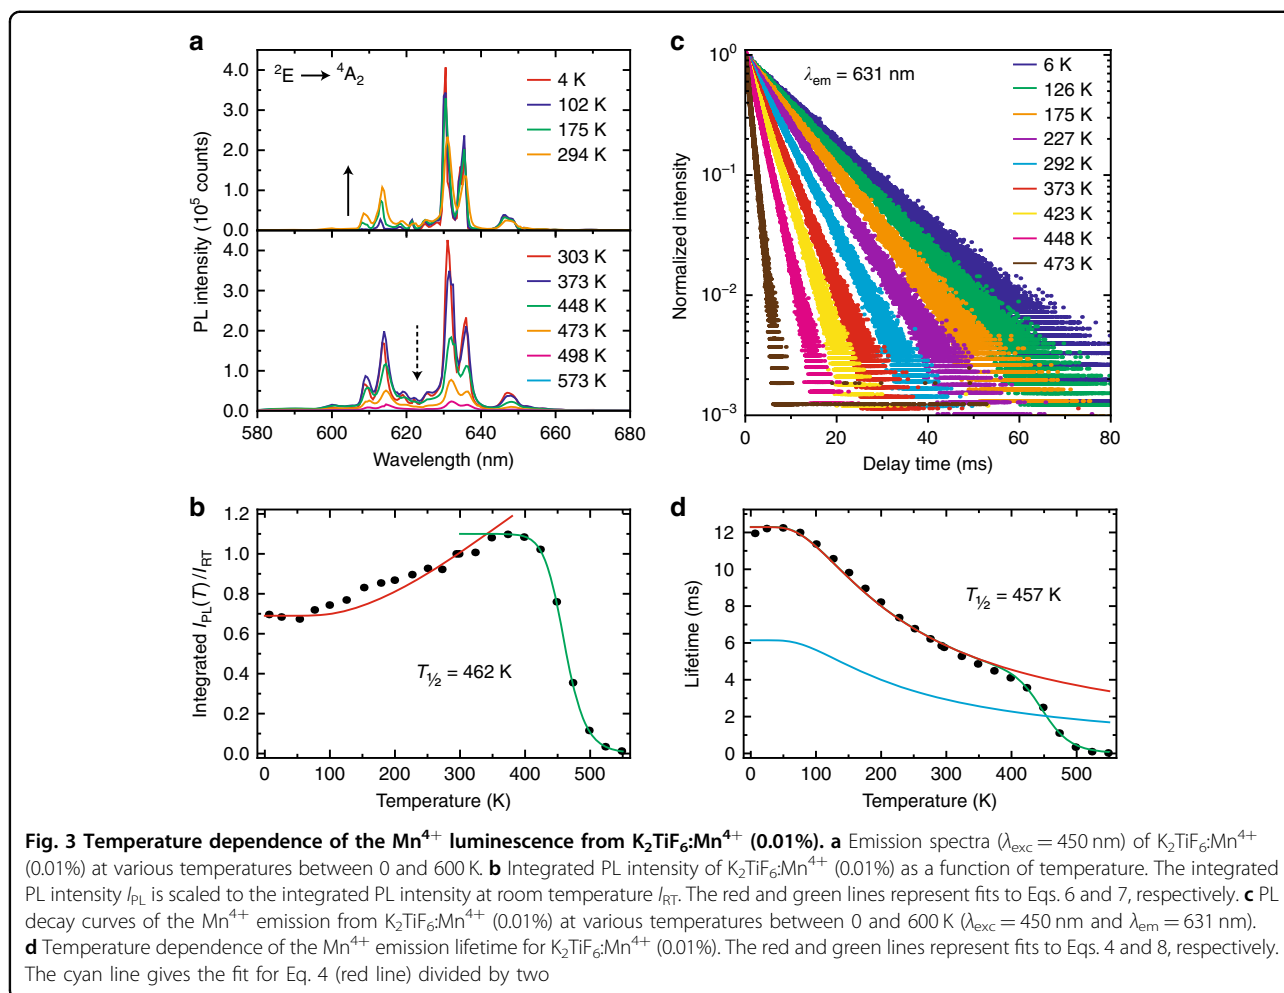 a
²E → ⁴A₂
4 K
102 K
175 K
294 K
4.0
3.0
2.0
1.0
0.0
303 K
373 K
448 K
473 K
498 K
573 K
4.0
3.0
2.0
1.0
0.0
PL intensity (10⁵ counts)
580 600 620 640 660 680
Wavelength (nm)
c
λem = 631 nm
6 K
126 K
175 K
227 K
292 K
373 K
423 K
448 K
473 K
10⁰
10⁻¹
10⁻²
10⁻³
Normalized intensity
0 20 40 60 80
Delay time (ms)
b
1.2
1.0
0.8
0.6
0.4
0.2
0.0
Integrated IPL(T)/IRT
T½ = 462 K
0 100 200 300 400 500
Temperature (K)
d
12
10
8
6
4
2
0
Lifetime (ms)
T½ = 457 K
0 100 200 300 400 500
Temperature (K)
Fig. 3 Temperature dependence of the Mn⁴⁺ luminescence from K₂TiF₆:Mn⁴⁺ (0.01%). a Emission spectra (λexc = 450 nm) of K₂TiF₆:Mn⁴⁺
(0.01%) at various temperatures between 0 and 600 K. b Integrated PL intensity of K₂TiF₆:Mn⁴⁺ (0.01%) as a function of temperature. The integrated
PL intensity IPL is scaled to the integrated PL intensity at room temperature IRT. The red and green lines represent fits to Eqs. 6 and 7, respectively. c PL
decay curves of the Mn⁴⁺ emission from K₂TiF₆:Mn⁴⁺ (0.01%) at various temperatures between 0 and 600 K (λexc = 450 nm and λem = 631 nm).
d Temperature dependence of the Mn⁴⁺ emission lifetime for K₂TiF₆:Mn⁴⁺ (0.01%). The red and green lines represent fits to Eqs. 4 and 8, respectively.
The cyan line gives the fit for Eq. 4 (red line) divided by two